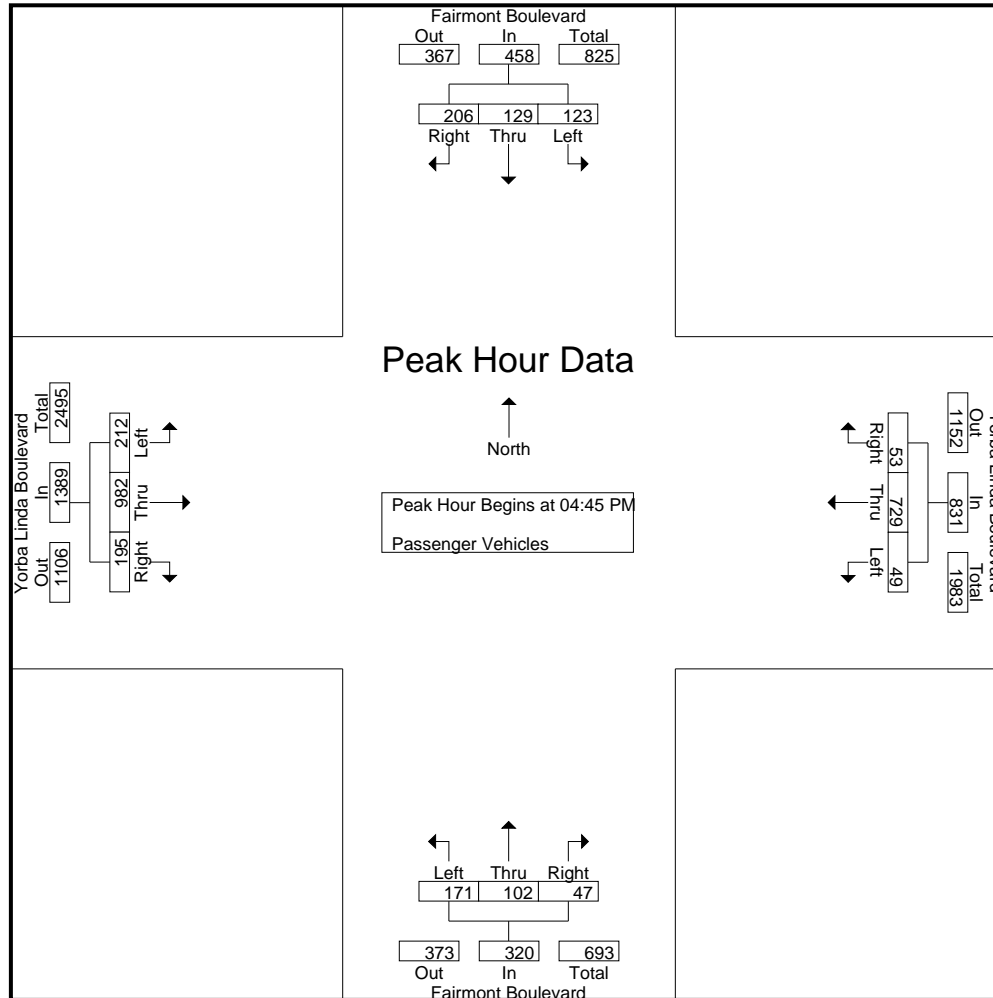 Fairmont Boulevard
Out In Total
367 458 825
206 129 123
Right Thru Left
Peak Hour Data
North
Peak Hour Begins at 04:45 PM
Passenger Vehicles
Yorba Linda Boulevard
Total In Out
2495 1389 1106
212 982 195
Left Thru Right
Out In Total
1152 831 1983
53 729 49
Right Thru Left
Left Thru Right
171 102 47
373 320 693
Out In Total
Fairmont Boulevard